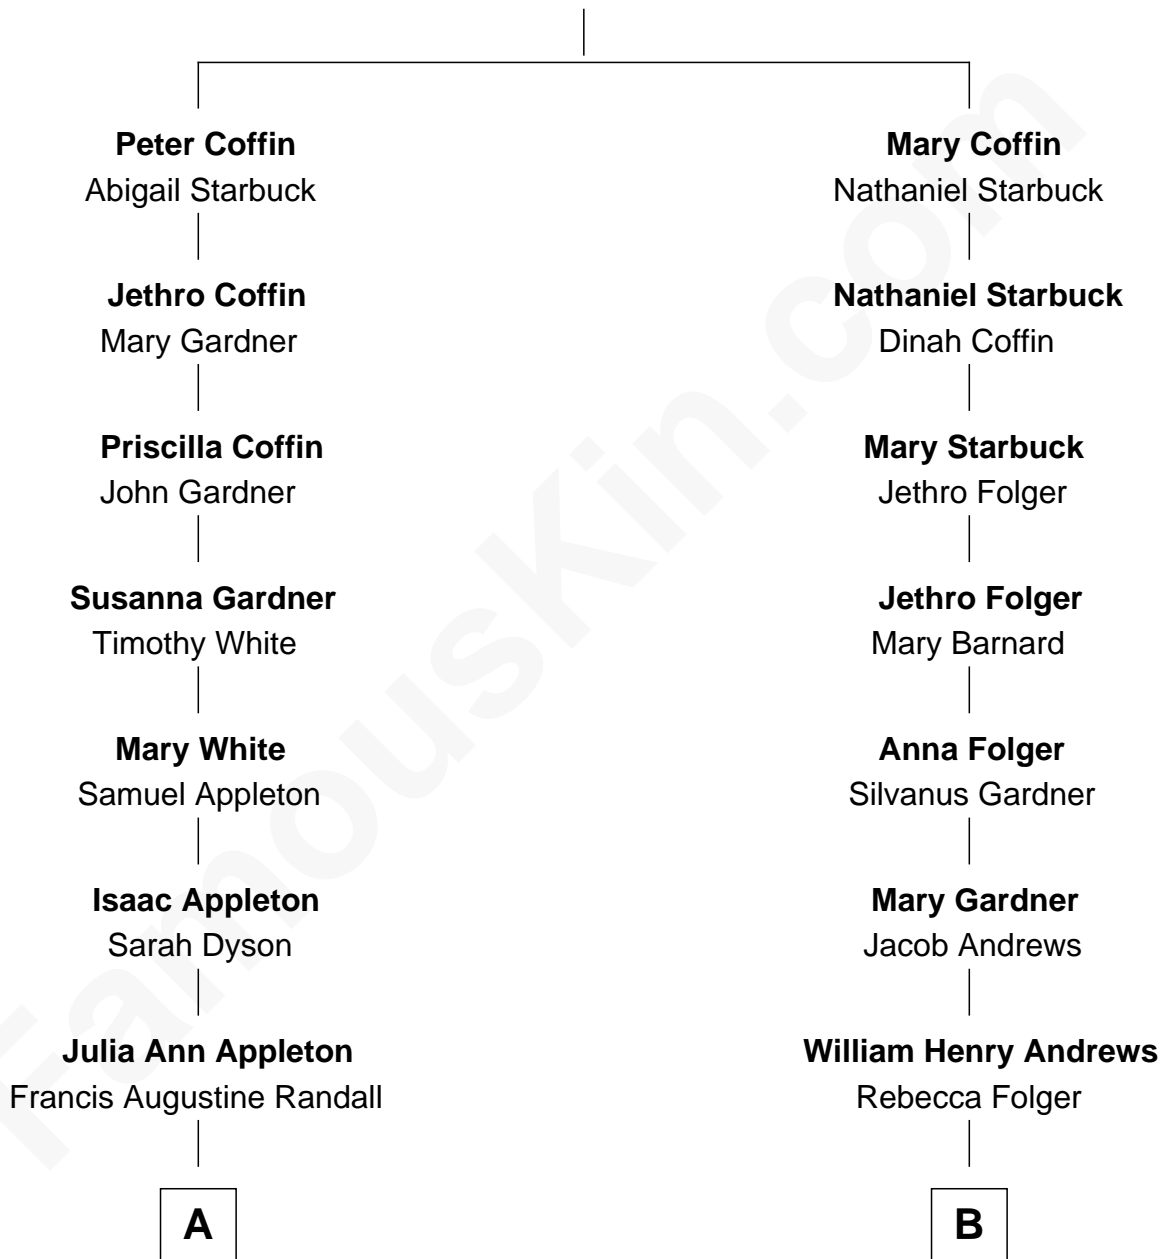 Peter Coffin
Abigail Starbuck
Jethro Coffin
Mary Gardner
Priscilla Coffin
John Gardner
Susanna Gardner
Timothy White
Mary White
Samuel Appleton
Isaac Appleton
Sarah Dyson
Julia Ann Appleton
Francis Augustine Randall
A
Mary Coffin
Nathaniel Starbuck
Nathaniel Starbuck
Dinah Coffin
Mary Starbuck
Jethro Folger
Jethro Folger
Mary Barnard
Anna Folger
Silvanus Gardner
Mary Gardner
Jacob Andrews
William Henry Andrews
Rebecca Folger
B
FamousKin.com